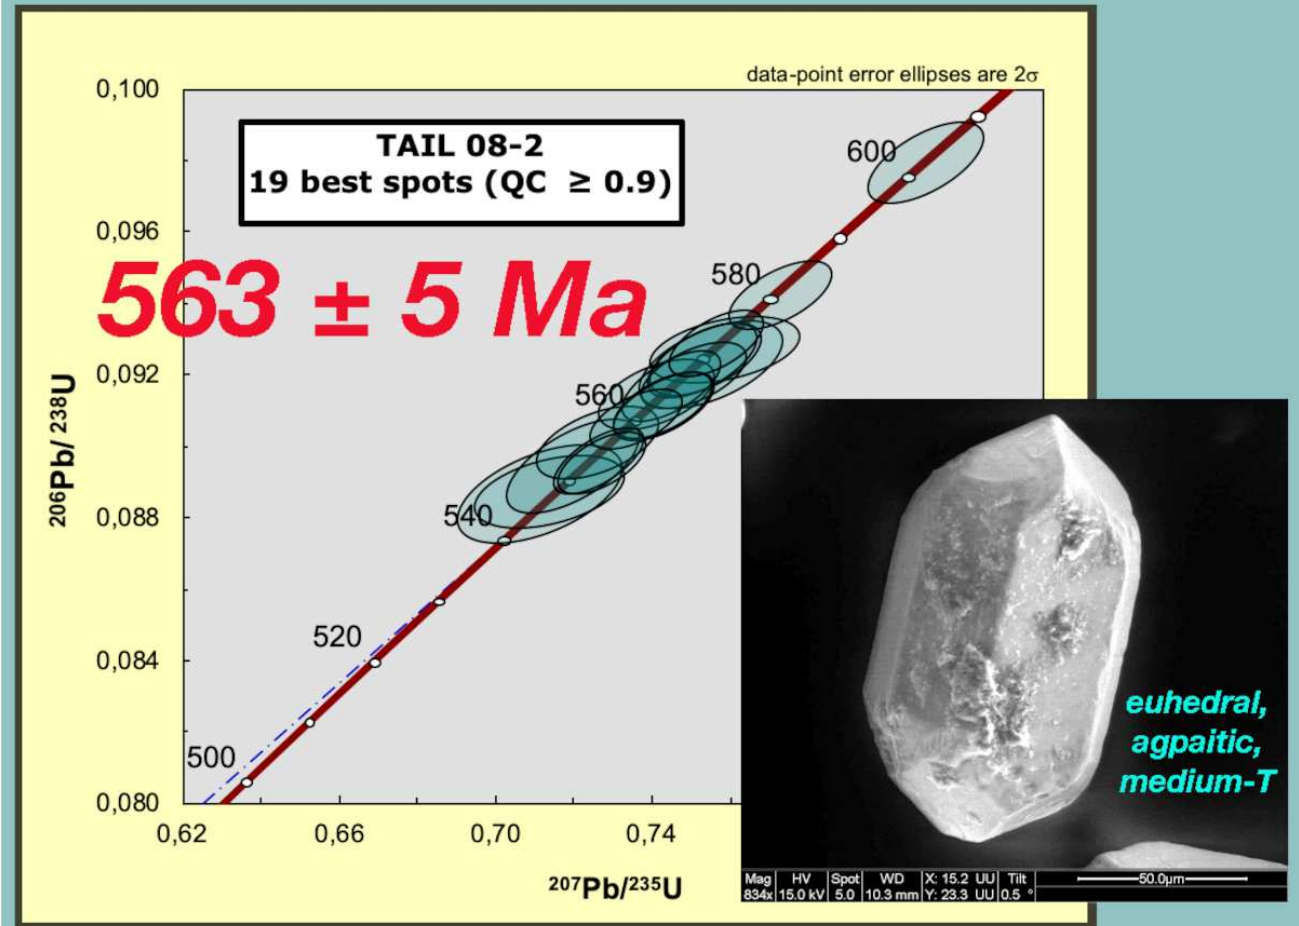 data-point error ellipses are 2σ
0,100
TAIL 08-2
19 best spots (QC ≥ 0.9)
600
0,096
563 ± 5 Ma
580
0,092
560
206Pb/ 238U
0,088
540
520
0,084
500
0,080
0,62
0,66
0,70
0,74
207Pb/235U
euhedral,
agpaitic,
medium-T
Mag HV Spot WD X: 15.2 UU Tilt
834x 15.0 kV 5.0 10.3 mm Y: 23.3 UU 0.5 °
50.0µm